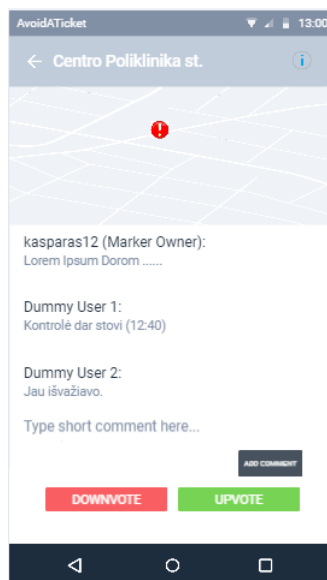 AvoidATicket 13:00
Centro Poliklinika st.
kasparas12 (Marker Owner):
Lorem Ipsum Dorom ......
Dummy User 1:
Kontrolė dar stovi (12:40)
Dummy User 2:
Jau išvažiavo.
Type short comment here...
ADD COMMENT
DOWNVOTE UPVOTE